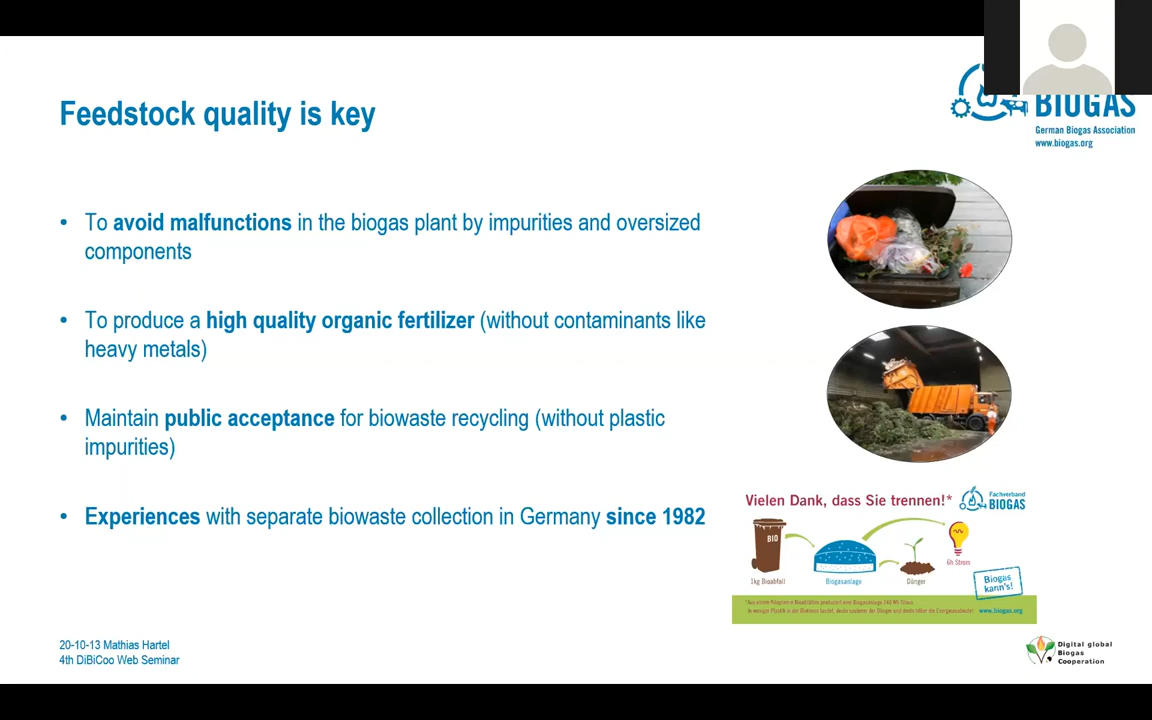 Feedstock quality is key
BIOGAS
German Biogas Association
www.biogas.org
• To avoid malfunctions in the biogas plant by impurities and oversized
components
• To produce a high quality organic fertilizer (without contaminants like
heavy metals)
• Maintain public acceptance for biowaste recycling (without plastic
impurities)
• Experiences with separate biowaste collection in Germany since 1982
Vielen Dank, dass Sie trennen!*
Fachverband
BIOGAS
BIO
6h Strom
1kg Bioabfall
Biogasanlage
Dünger
Biogas
kann's!
www.biogas.org
20-10-13 Mathias Hartel
4th DiBiCoo Web Seminar
Digital global
Biogas
Cooperation